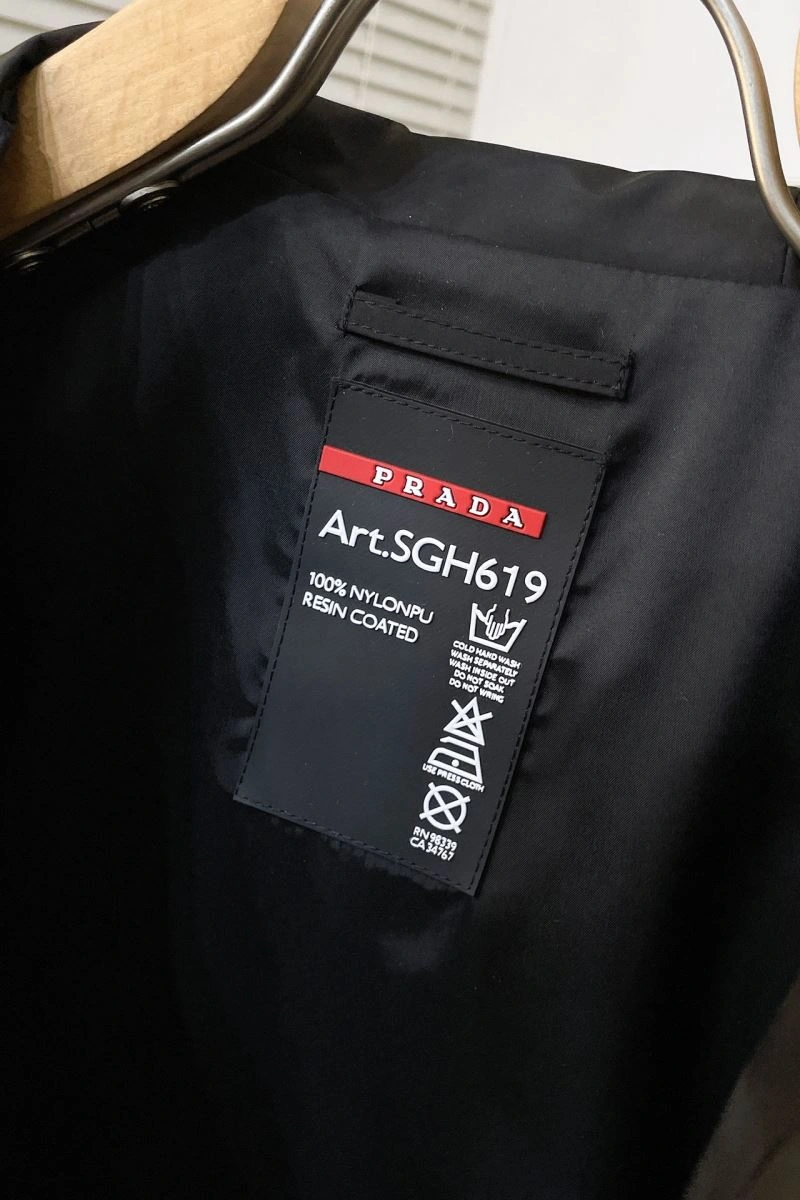 PRADA
Art.SGH619
100% NYLONPU
RESIN COATED
COLD HAND WASH
WASH SEPARATELY
WASH INSIDE OUT
DO NOT SOAK
DO NOT WRING
USE PRESS CLOTH
RN 98339
CA 34767